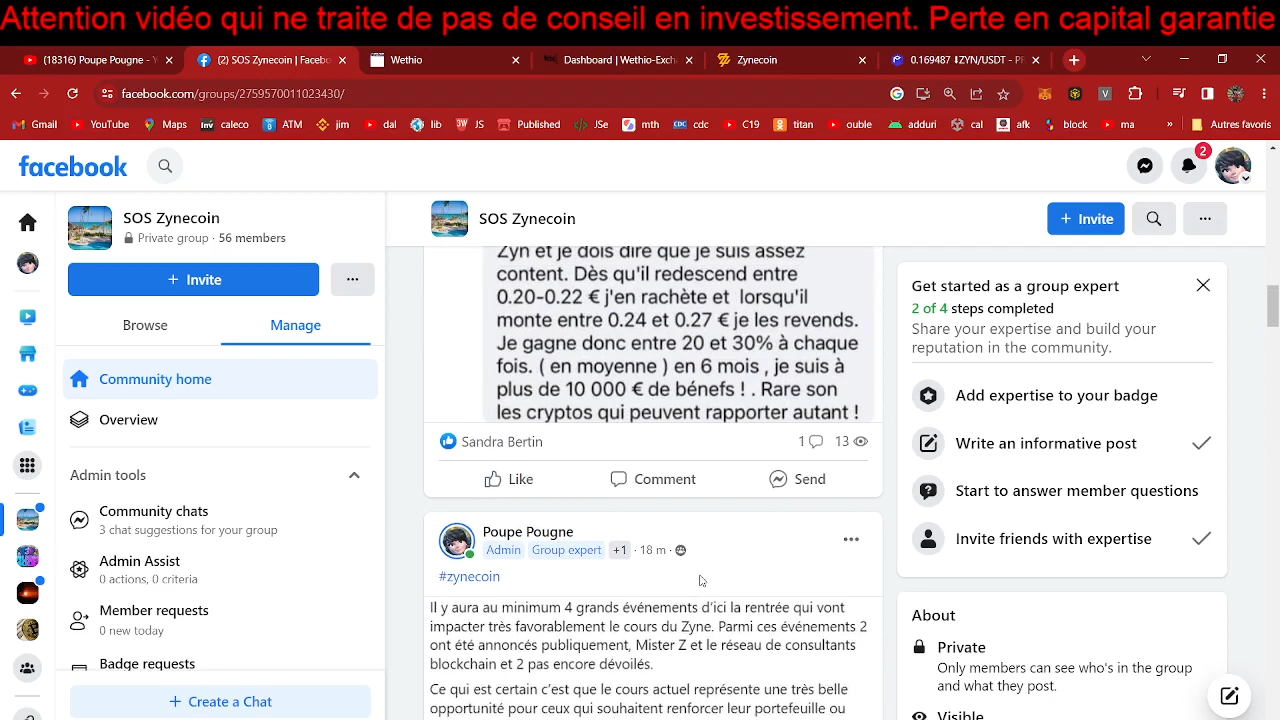 Attention vidéo qui ne traite de pas de conseil en investissement. Perte en capital garantie
(18316) Poupe Pougne - Y
(2) SOS Zynecoin | Facebo
Wethio
Dashboard | Wethio-Exch
Zynecoin
0.169487 ⬇ZYN/USDT - PR
facebook.com/groups/2759570011023430/
Gmail
YouTube
Maps
caleco
ATM
jim
dal
lib
JS
Published
JSe
mth
cdc
C19
titan
ouble
adduri
cal
afk
block
ma
»
Autres favoris
facebook
2
SOS Zynecoin
Private group · 56 members
+ Invite
Browse
Manage
Community home
Overview
Admin tools
Community chats
3 chat suggestions for your group
Admin Assist
0 actions, 0 criteria
Member requests
0 new today
Badge requests
+ Create a Chat
SOS Zynecoin
+ Invite
Zyn et je dois dire que je suis assez
content. Dès qu'il redescend entre
0.20-0.22 € j'en rachète et lorsqu'il
monte entre 0.24 et 0.27 € je les revends.
Je gagne donc entre 20 et 30% à chaque
fois. ( en moyenne ) en 6 mois , je suis à
plus de 10 000 € de bénefs ! . Rare son
les cryptos qui peuvent rapporter autant !
Sandra Bertin
1
13
Like
Comment
Send
Poupe Pougne
Admin
Group expert
+1 · 18 m ·
#zynecoin
Il y aura au minimum 4 grands événements d'ici la rentrée qui vont
impacter très favorablement le cours du Zyne. Parmi ces événements 2
ont été annoncés publiquement, Mister Z et le réseau de consultants
blockchain et 2 pas encore dévoilés.
Ce qui est certain c'est que le cours actuel représente une très belle
opportunité pour ceux qui souhaitent renforcer leur portefeuille ou
Get started as a group expert
2 of 4 steps completed
Share your expertise and build your
reputation in the community.
Add expertise to your badge
Write an informative post
Start to answer member questions
Invite friends with expertise
About
Private
Only members can see who's in the group
and what they post.
Visible